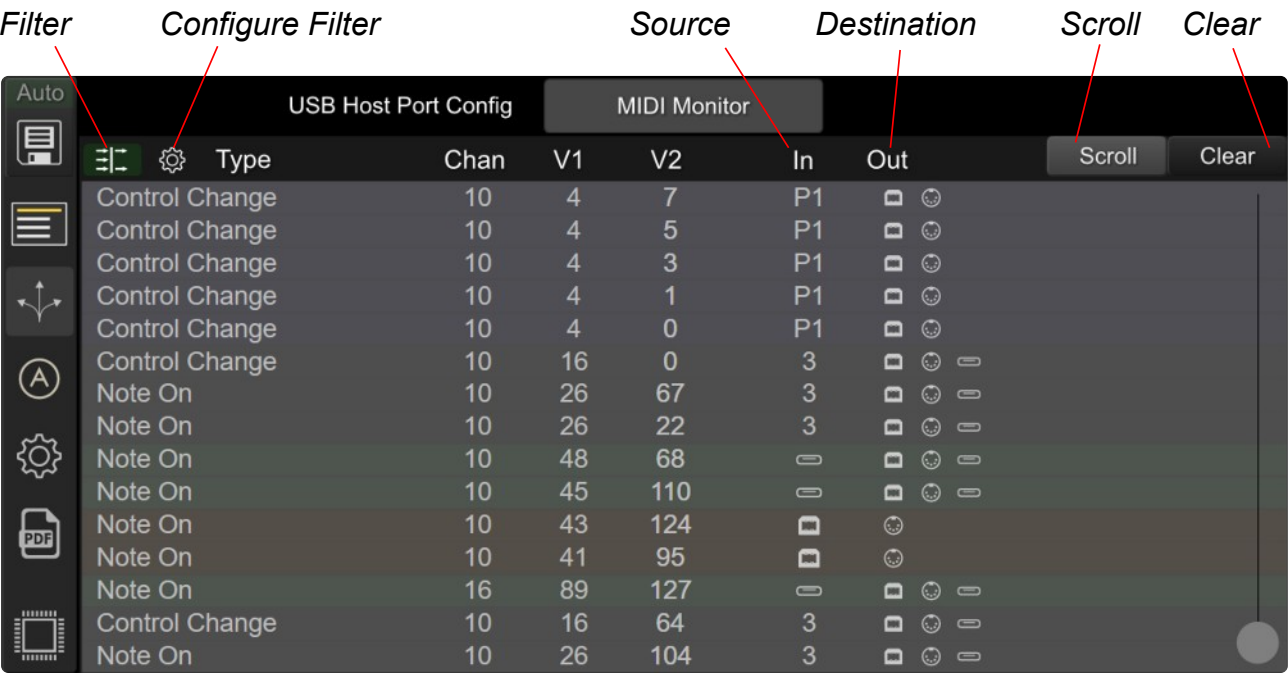 Filter Configure Filter Source Destination Scroll Clear
Auto USB Host Port Config MIDI Monitor
Type Chan V1 V2 In Out Scroll Clear
Control Change 10 4 7 P1
Control Change 10 4 5 P1
Control Change 10 4 3 P1
Control Change 10 4 1 P1
Control Change 10 4 0 P1
Control Change 10 16 0 3
Note On 10 26 67 3
Note On 10 26 22 3
Note On 10 48 68
Note On 10 45 110
Note On 10 43 124
Note On 10 41 95
Note On 16 89 127
Control Change 10 16 64 3
Note On 10 26 104 3
A
PDF